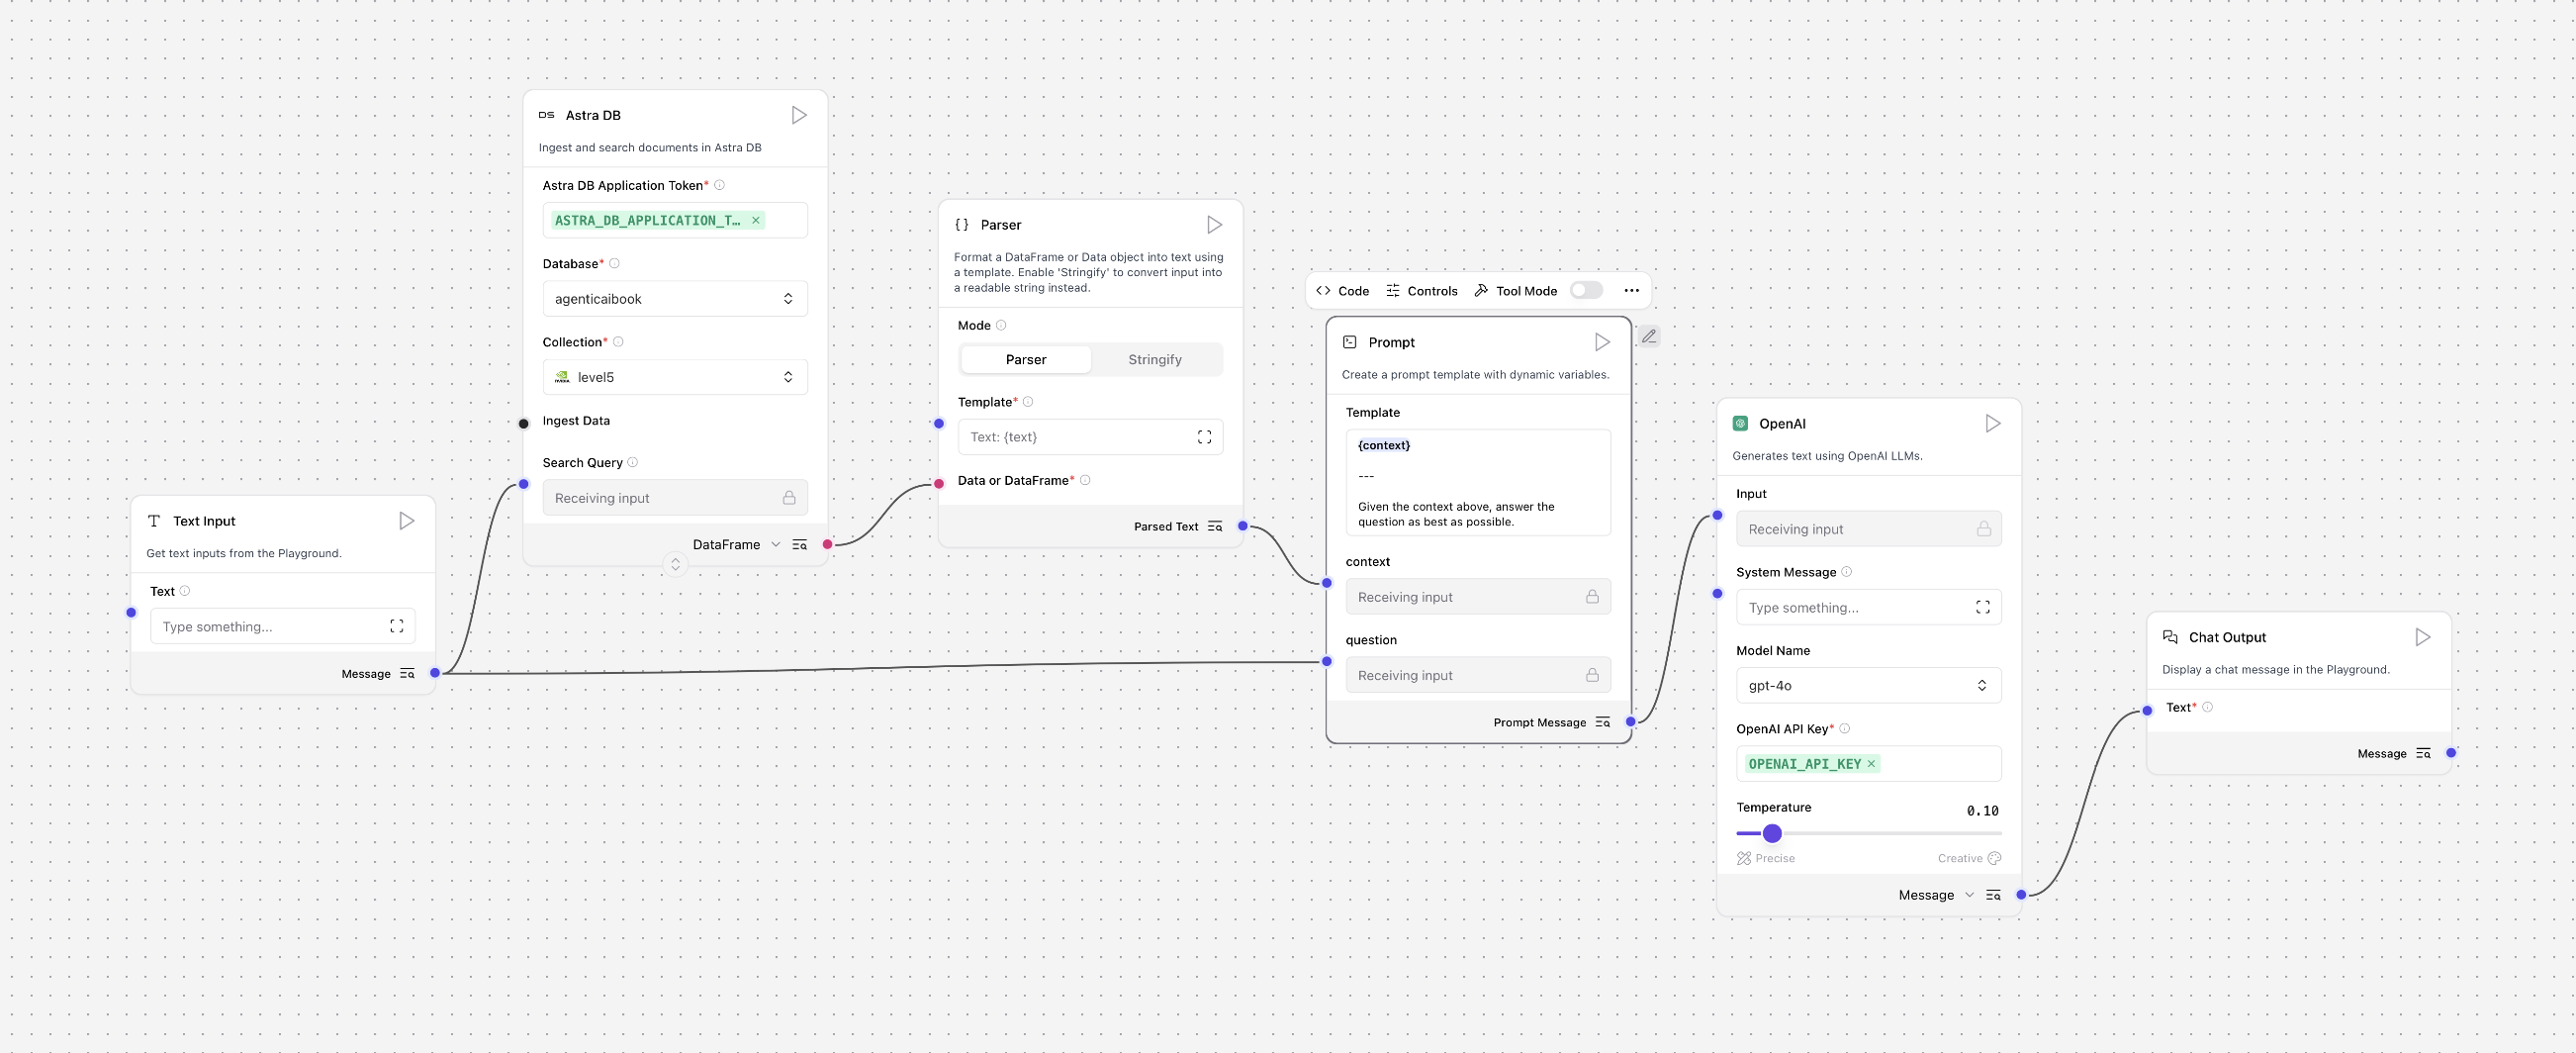 Text Input
Get text inputs from the Playground.
Text
Type something...
Message
DS Astra DB
Ingest and search documents in Astra DB
Astra DB Application Token*
ASTRA_DB_APPLICATION_T… ×
Database*
agenticaibook
Collection*
level5
Ingest Data
Search Query
Receiving input
DataFrame
{} Parser
Format a DataFrame or Data object into text using
a template. Enable 'Stringify' to convert input into
a readable string instead.
Mode
Parser Stringify
Template*
Text: {text}
Data or DataFrame*
Parsed Text
Code Controls Tool Mode
Prompt
Create a prompt template with dynamic variables.
Template
{context}
---
Given the context above, answer the
question as best as possible.
context
Receiving input
question
Receiving input
Prompt Message
OpenAI
Generates text using OpenAI LLMs.
Input
Receiving input
System Message
Type something...
Model Name
gpt-4o
OpenAI API Key*
OPENAI_API_KEY ×
Temperature 0.10
Precise Creative
Message
Chat Output
Display a chat message in the Playground.
Text*
Message